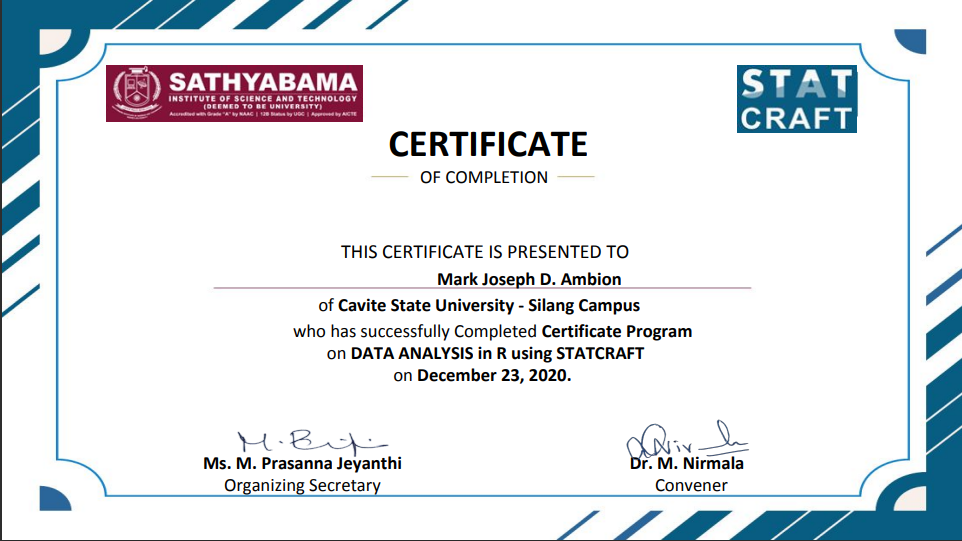 SATHYABAMA
INSTITUTE OF SCIENCE AND TECHNOLOGY
(DEEMED TO BE UNIVERSITY)
Accredited with Grade "A" by NAAC | 12B Status by UGC | Approved by AICTE
STAT
CRAFT
CERTIFICATE
OF COMPLETION
THIS CERTIFICATE IS PRESENTED TO
Mark Joseph D. Ambion
of Cavite State University - Silang Campus
who has successfully Completed Certificate Program
on DATA ANALYSIS in R using STATCRAFT
on December 23, 2020.
Ms. M. Prasanna Jeyanthi
Organizing Secretary
Dr. M. Nirmala
Convener